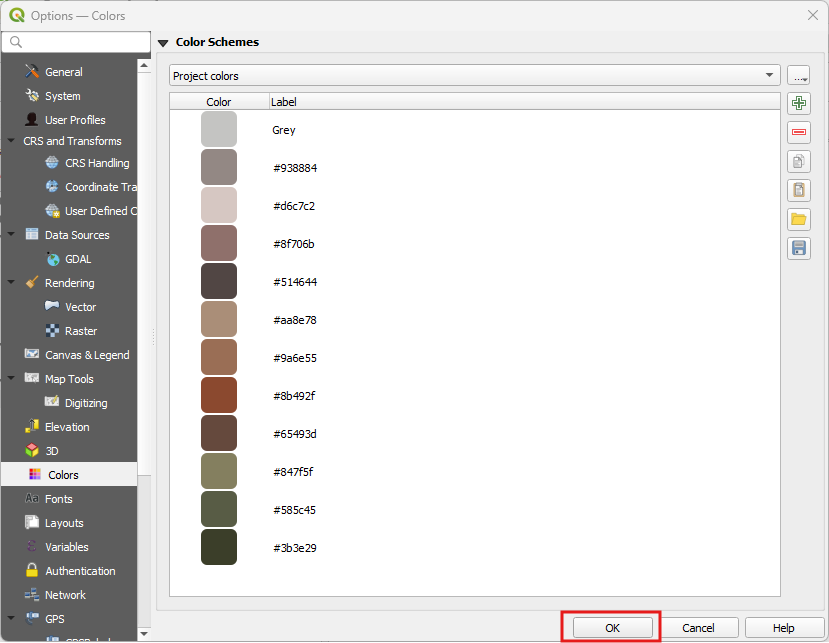 Options — Colors
Color Schemes
General
System
User Profiles
CRS and Transforms
CRS Handling
Coordinate Tra
User Defined C
Data Sources
GDAL
Rendering
Vector
Raster
Canvas & Legend
Map Tools
Digitizing
Elevation
3D
Colors
Aa Fonts
Layouts
Variables
Authentication
Network
GPS
Project colors
...
Color Label
Grey
#938884
#d6c7c2
#8f706b
#514644
#aa8e78
#9a6e55
#8b492f
#65493d
#847f5f
#585c45
#3b3e29
OK Cancel Help